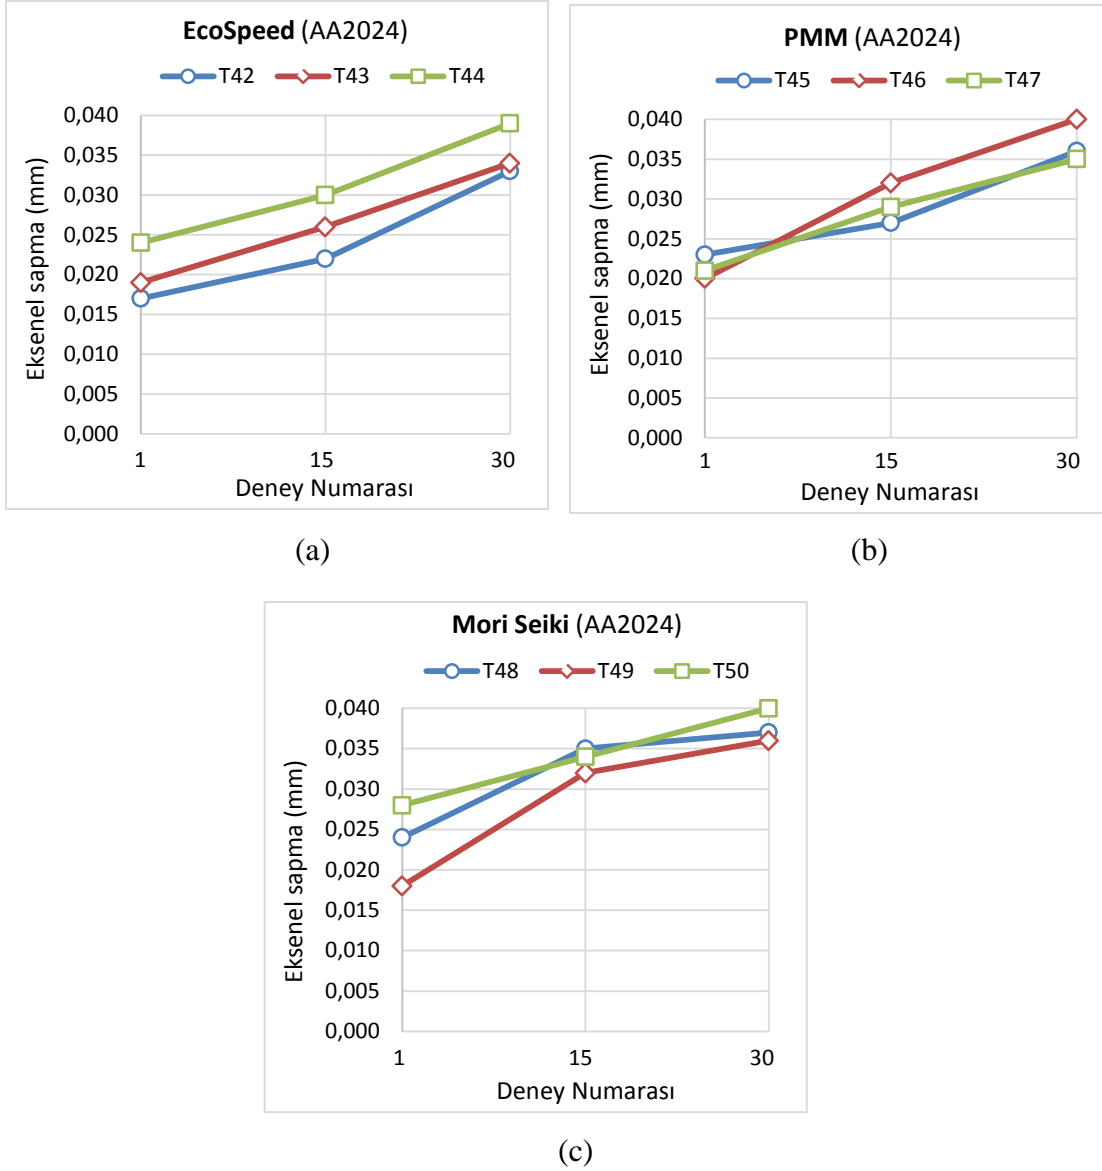 EcoSpeed (AA2024)
T42 T43 T44
0,040
0,035
0,030
0,025
0,020
0,015
0,010
0,005
0,000
Eksenel sapma (mm)
1 15 30
Deney Numarası
(a)
PMM (AA2024)
T45 T46 T47
0,040
0,035
0,030
0,025
0,020
0,015
0,010
0,005
0,000
Eksenel sapma (mm)
1 15 30
Deney Numarası
(b)
Mori Seiki (AA2024)
T48 T49 T50
0,040
0,035
0,030
0,025
0,020
0,015
0,010
0,005
0,000
Eksenel sapma (mm)
1 15 30
Deney Numarası
(c)